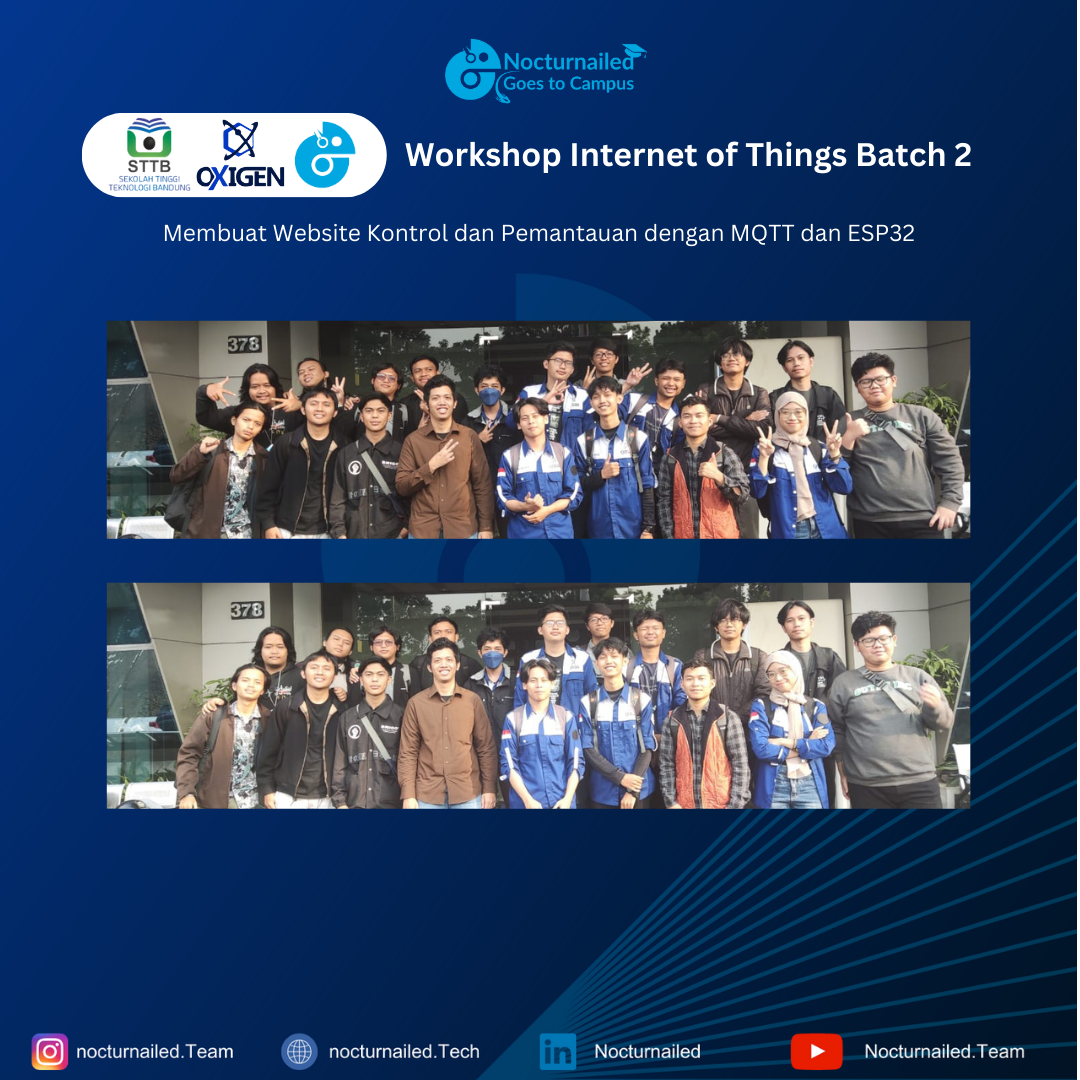 Nocturnailed
Goes to Campus
STTB
SEKOLAH TINGGI
TEKNOLOGI BANDUNG
OXIGEN
Workshop Internet of Things Batch 2
Membuat Website Kontrol dan Pemantauan dengan MQTT dan ESP32
378
378
nocturnailed.Team
nocturnailed.Tech
in
Nocturnailed
Nocturnailed.Team